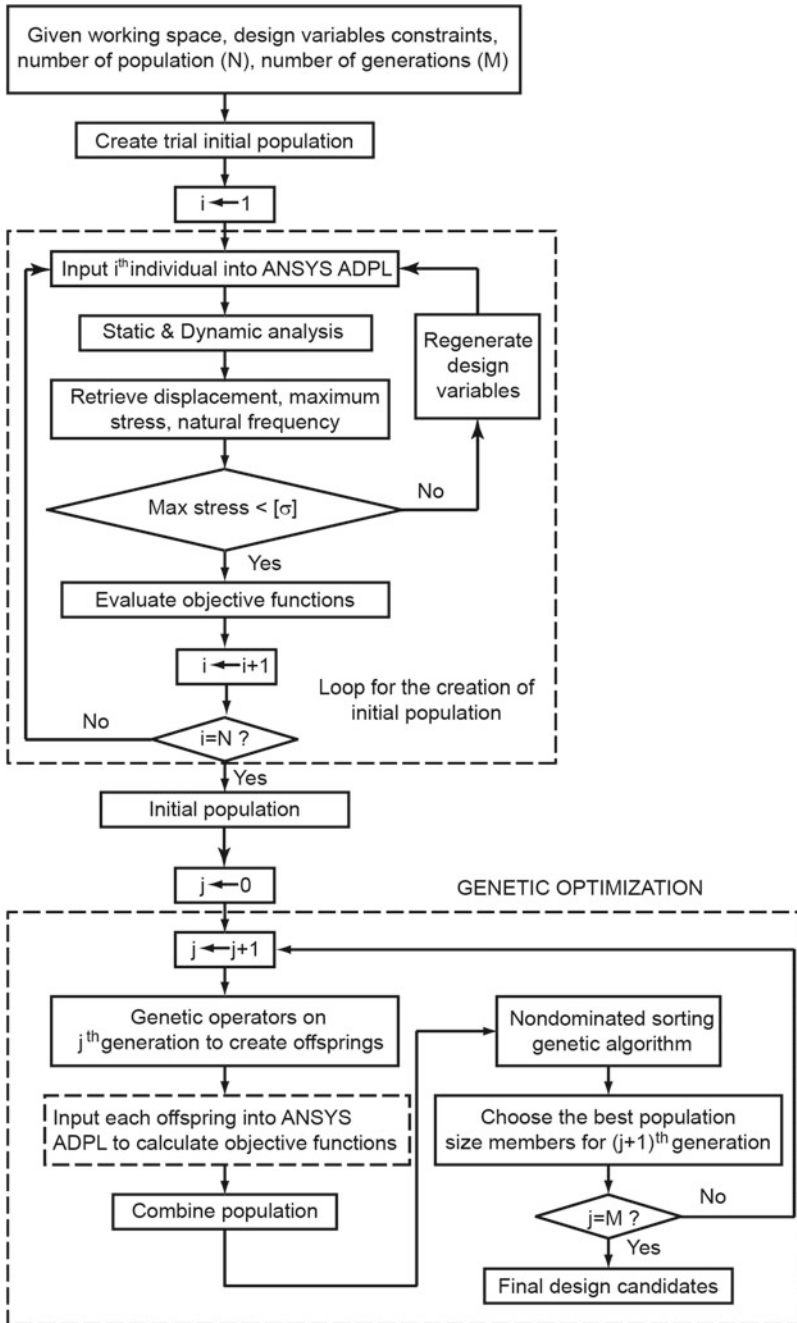 Given working space, design variables constraints,
number of population (N), number of generations (M)
Create trial initial population
i←1
Input iᵗʰ individual into ANSYS ADPL
Static & Dynamic analysis
Retrieve displacement, maximum
stress, natural frequency
Regenerate
design
variables
Max stress < [σ]
No
Yes
Evaluate objective functions
i←i+1
Loop for the creation of
initial population
No
i=N ?
Yes
Initial population
j←0
GENETIC OPTIMIZATION
j←j+1
Genetic operators on
jᵗʰ generation to create offsprings
Input each offspring into ANSYS
ADPL to calculate objective functions
Combine population
Nondominated sorting
genetic algorithm
Choose the best population
size members for (j+1)ᵗʰ generation
j=M ?
No
Yes
Final design candidates